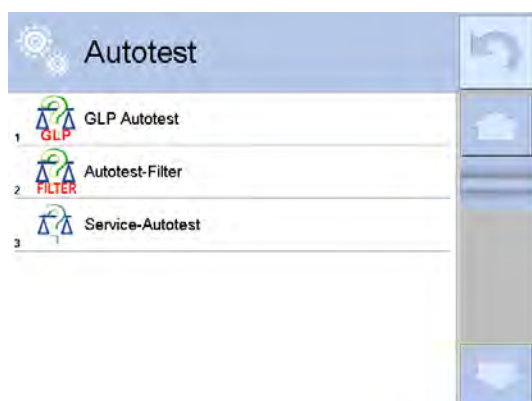 Autotest
1 GLP GLP Autotest
2 FILTER Autotest-Filter
3 Service-Autotest